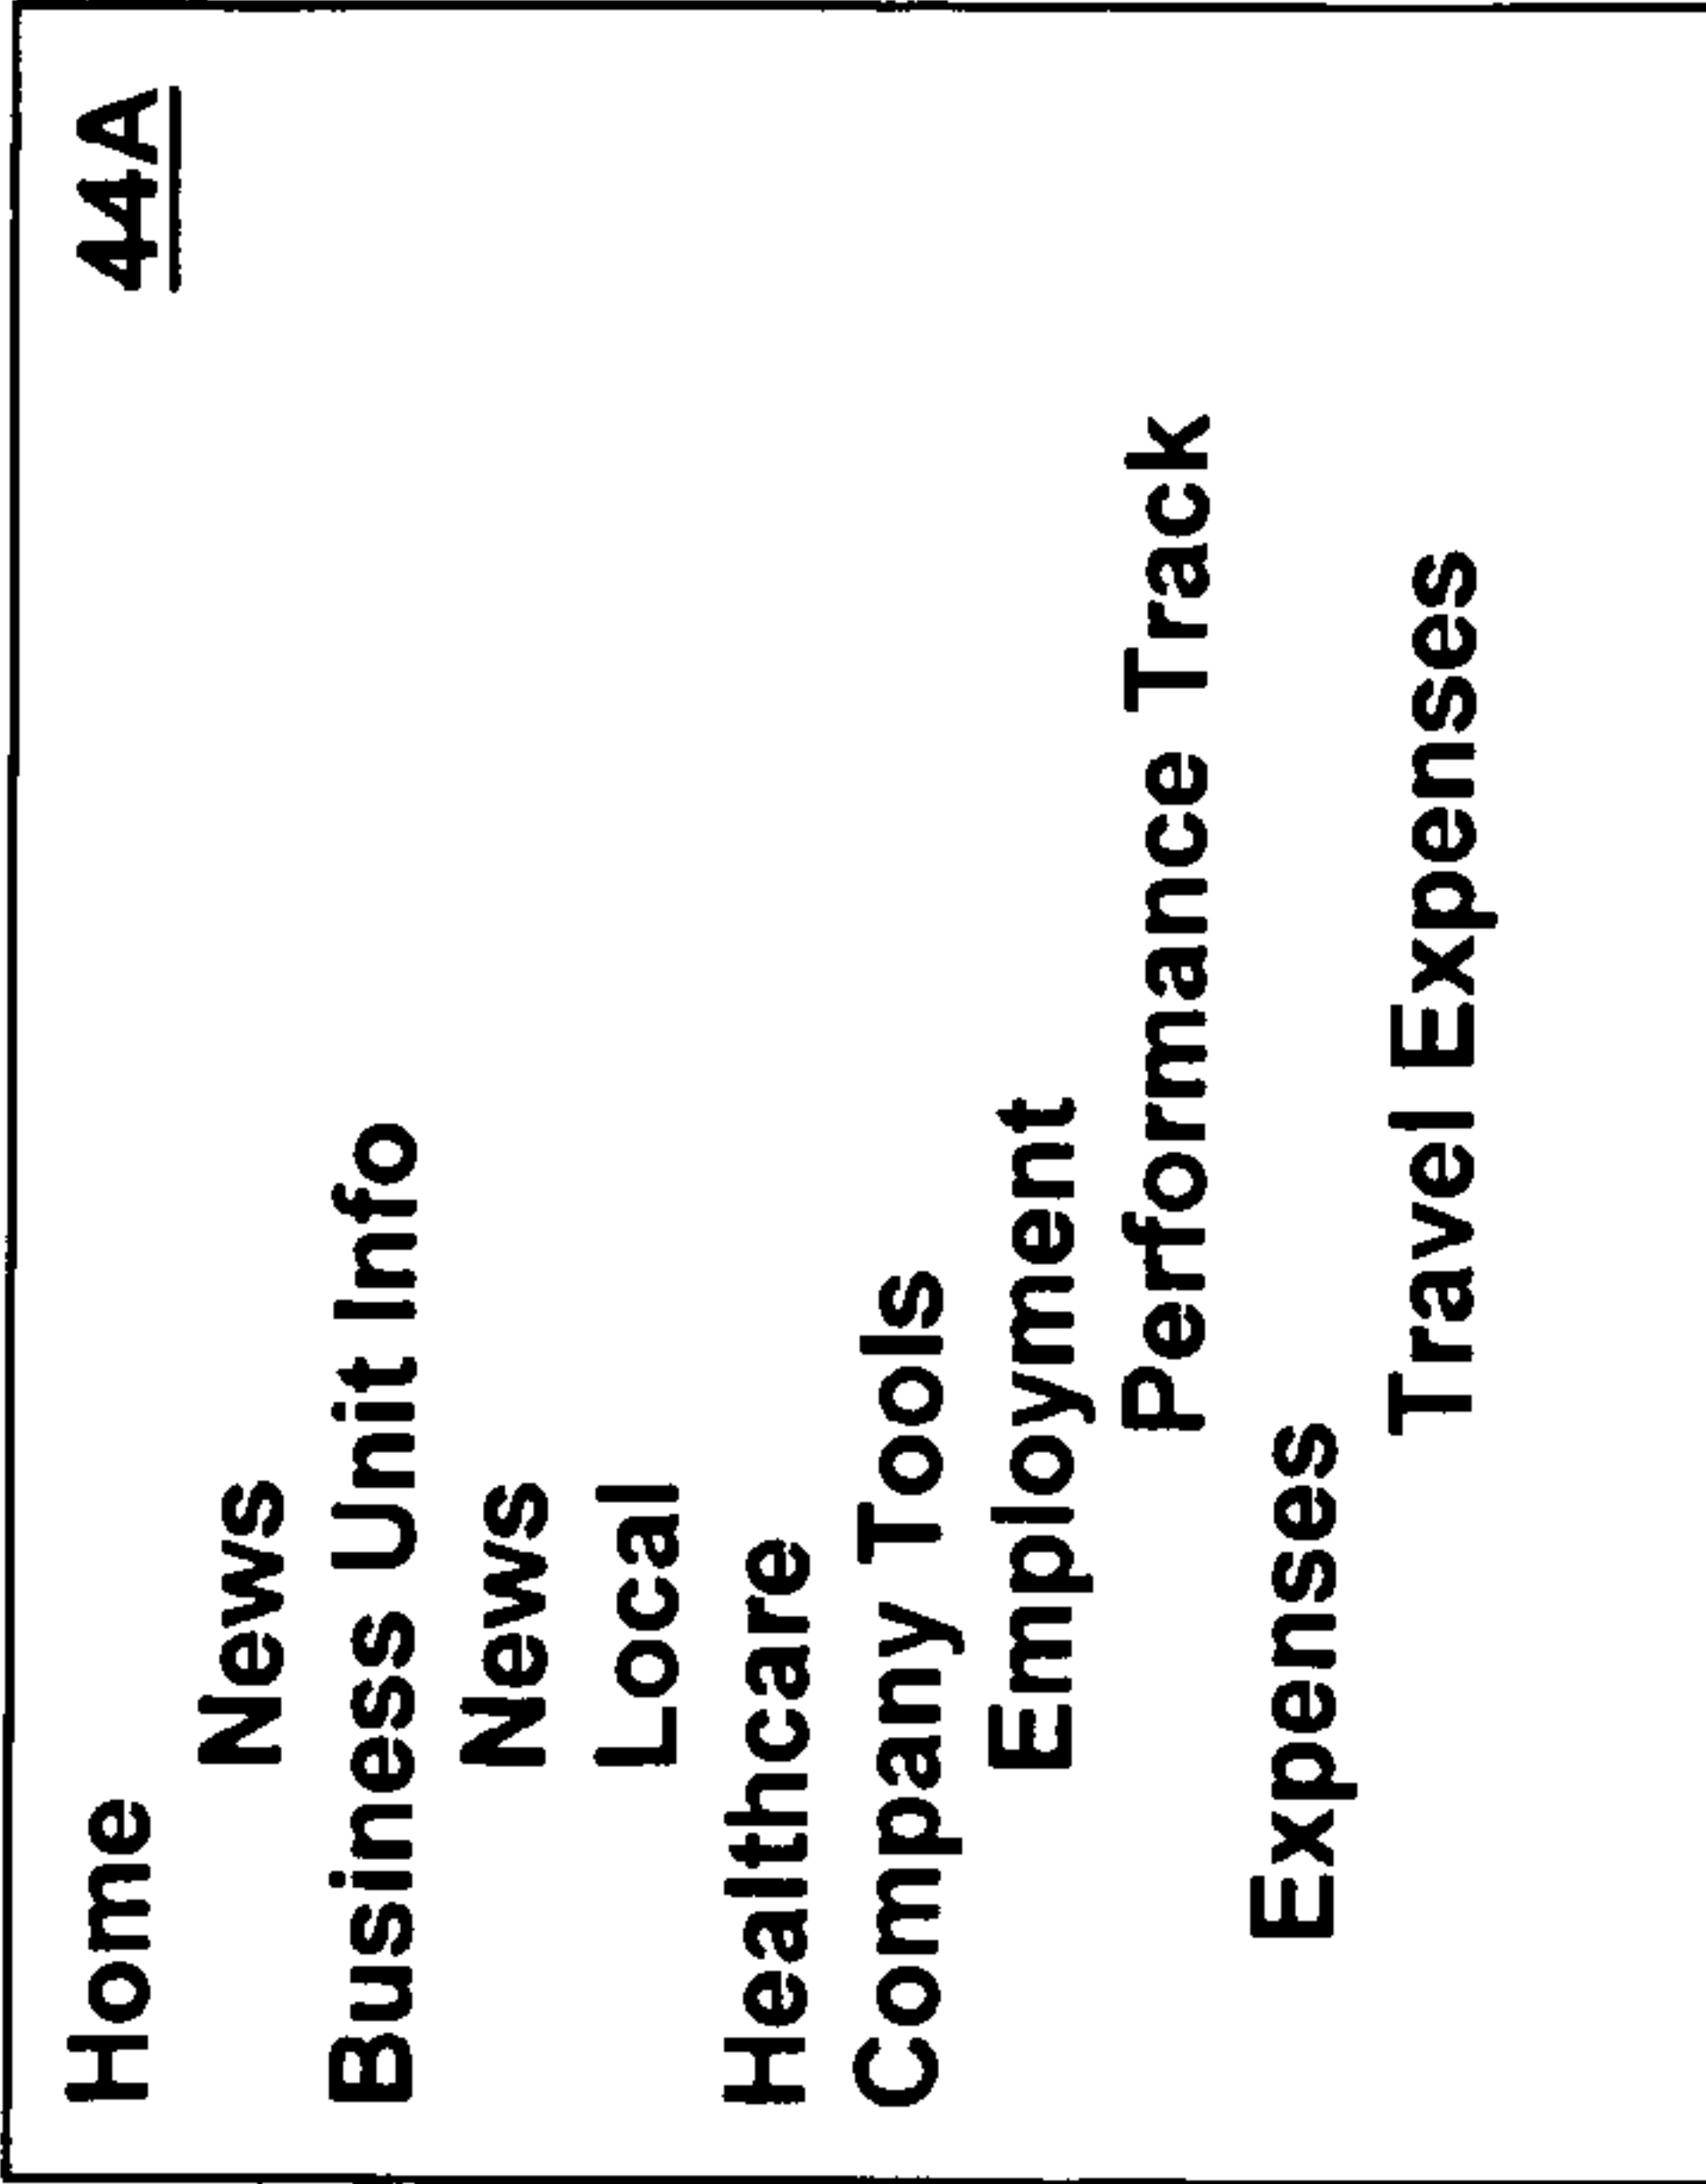 Home 44A
News
Business Unit Info
News
Local
Healthcare
Company Tools
Employment
Performance Track
Expenses
Travel Expenses